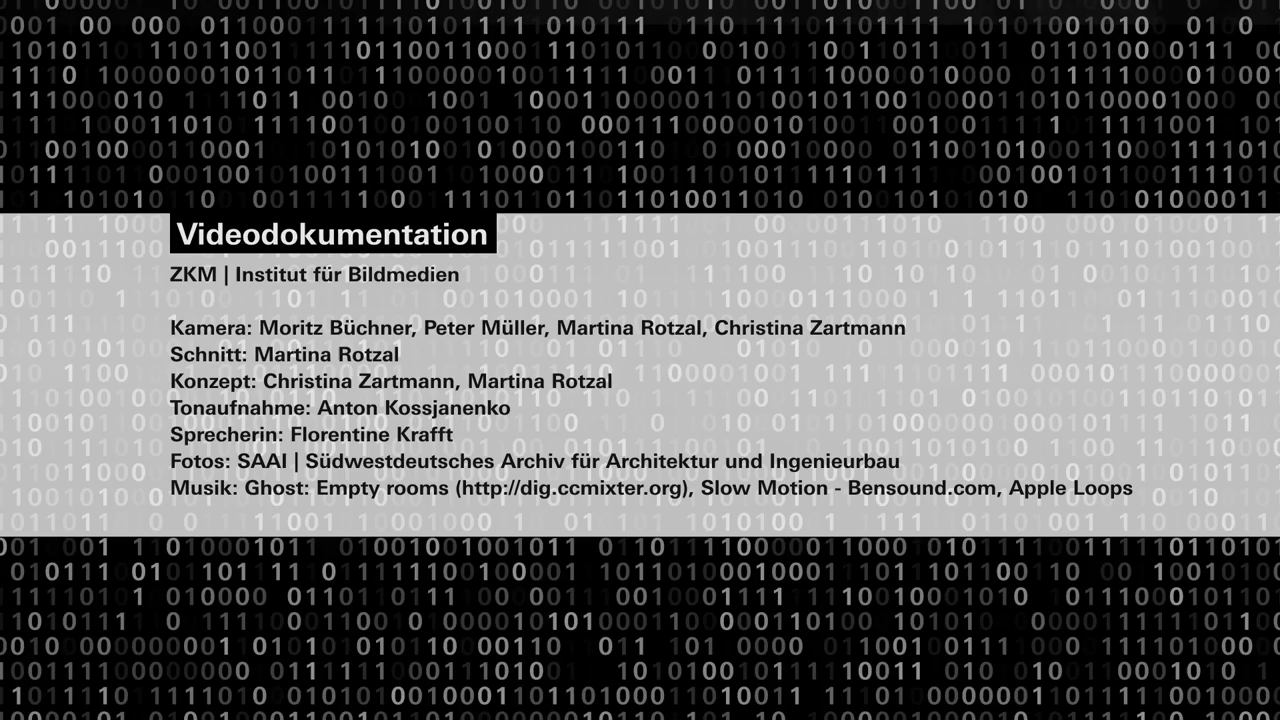 Videodokumentation
ZKM | Institut für Bildmedien
Kamera: Moritz Büchner, Peter Müller, Martina Rotzal, Christina Zartmann
Schnitt: Martina Rotzal
Konzept: Christina Zartmann, Martina Rotzal
Tonaufnahme: Anton Kossjanenko
Sprecherin: Florentine Krafft
Fotos: SAAI | Südwestdeutsches Archiv für Architektur und Ingenieurbau
Musik: Ghost: Empty rooms (http://dig.ccmixter.org), Slow Motion - Bensound.com, Apple Loops